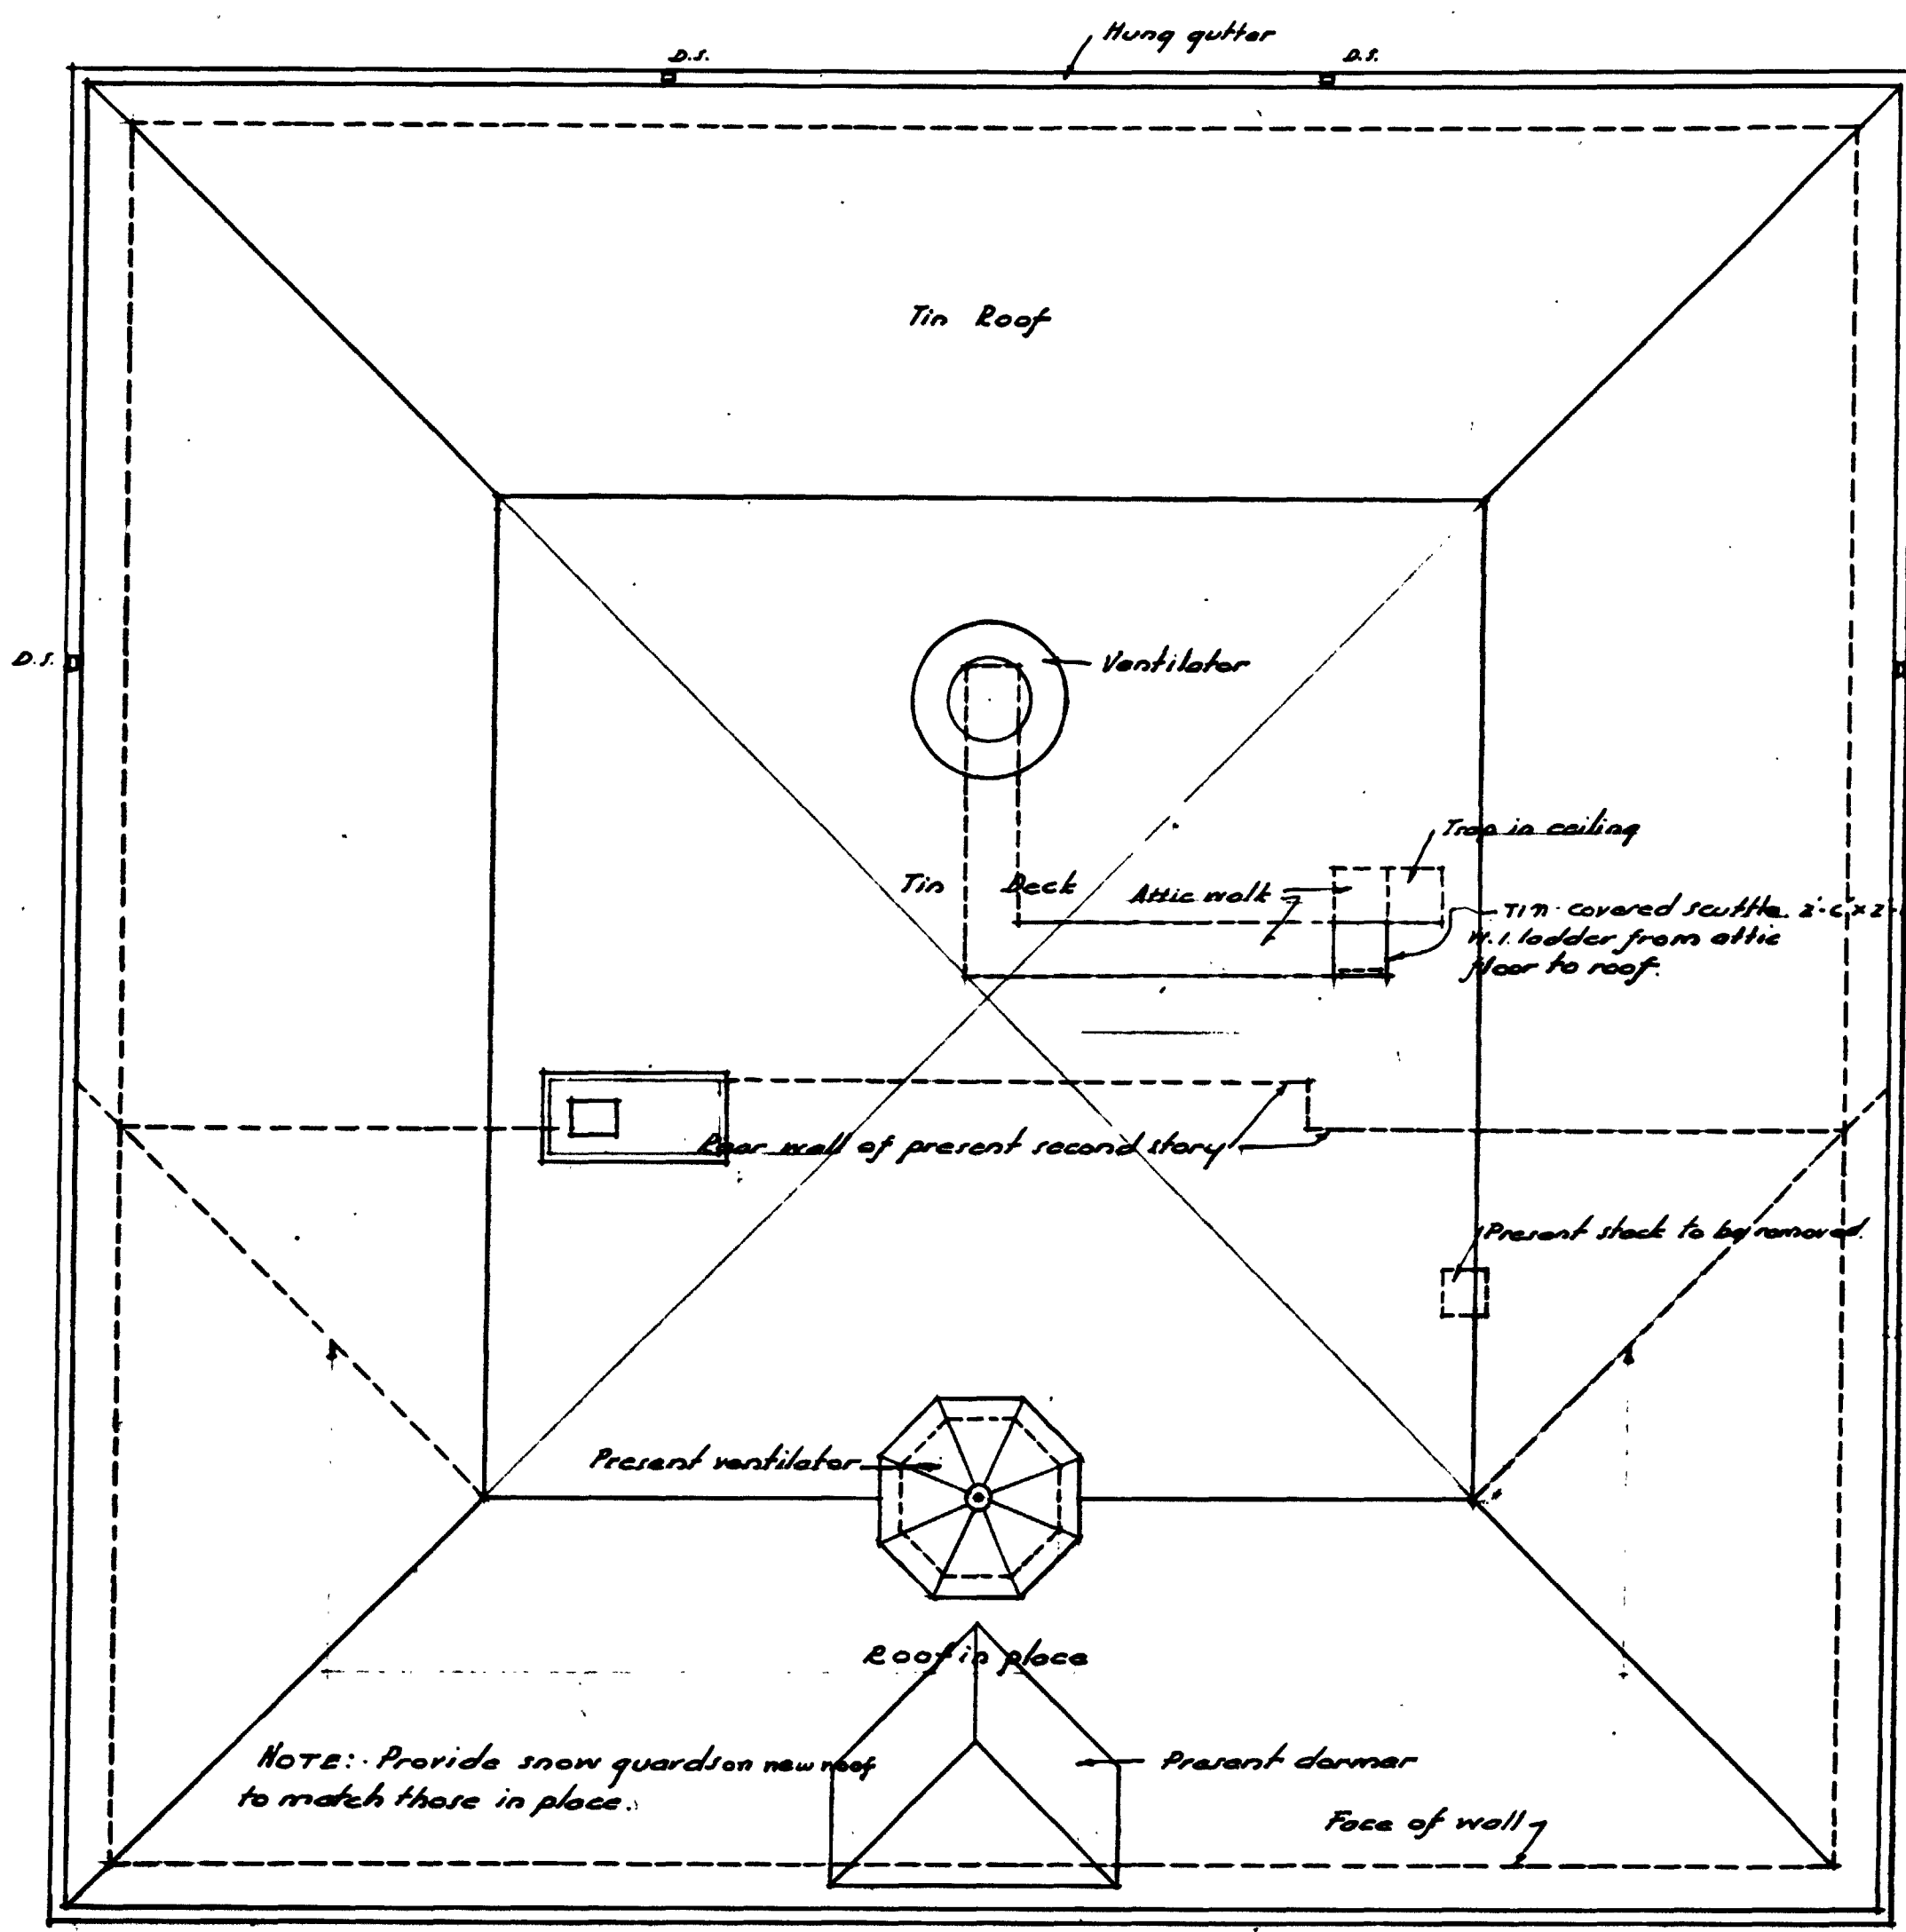 Hung gutter
D.S.
D.S.
Tin Roof
D.S.
Ventilator
Trap in ceiling
Tin Deck
Attic walk
Tin covered scuttle.
W.I. ladder from attic
floor to roof.
Rear wall of present second story
Present stack to be removed.
Present ventilator
Roof in place
NOTE:- Provide snow guards on new roof
to match those in place.
Present dormer
Face of wall